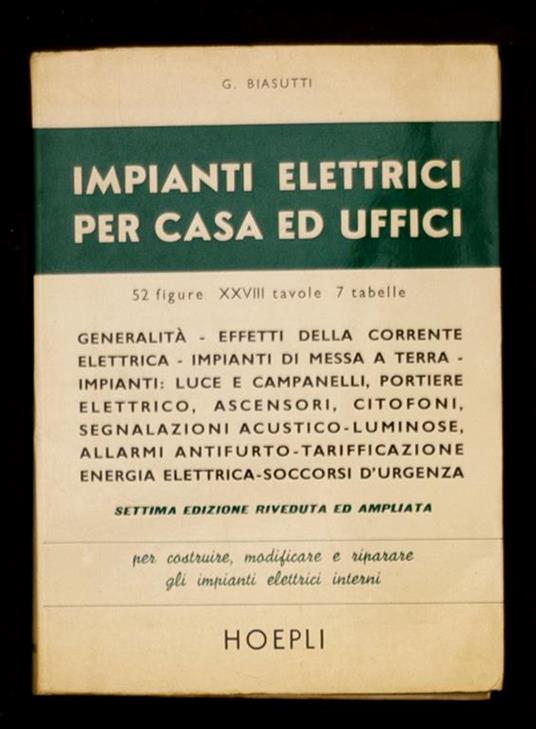 G. BIASUTTI
IMPIANTI ELETTRICI
PER CASA ED UFFICI
52 figure XXVIII tavole 7 tabelle
GENERALITÀ - EFFETTI DELLA CORRENTE
ELETTRICA - IMPIANTI DI MESSA A TERRA -
IMPIANTI: LUCE E CAMPANELLI, PORTIERE
ELETTRICO, ASCENSORI, CITOFONI,
SEGNALAZIONI ACUSTICO-LUMINOSE,
ALLARMI ANTIFURTO-TARIFFICAZIONE
ENERGIA ELETTRICA-SOCCORSI D'URGENZA
SETTIMA EDIZIONE RIVEDUTA ED AMPLIATA
per costruire, modificare e riparare
gli impianti elettrici interni
HOEPLI